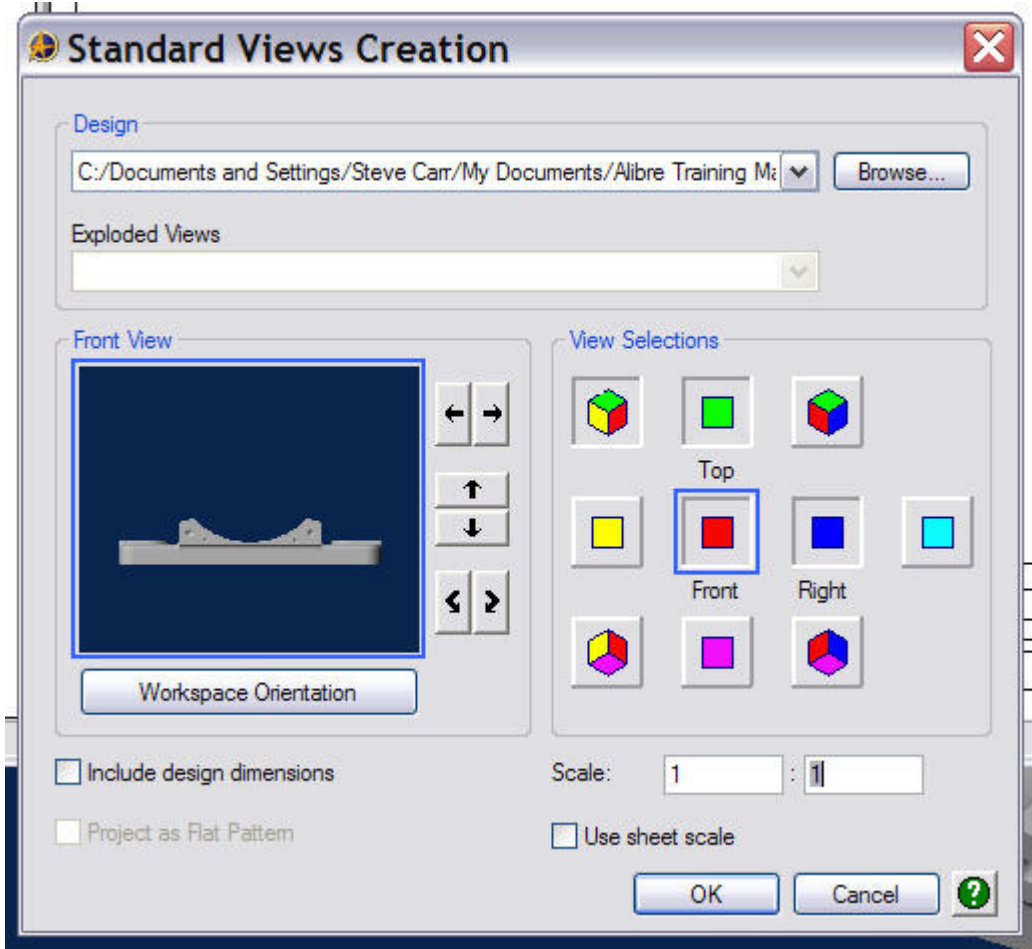 Standard Views Creation
Design
C:/Documents and Settings/Steve Carr/My Documents/Alibre Training Ma
Browse...
Exploded Views
Front View
View Selections
Top
Front
Right
Workspace Orientation
Include design dimensions
Scale: 1 : 1
Project as Flat Pattern
Use sheet scale
OK
Cancel
?